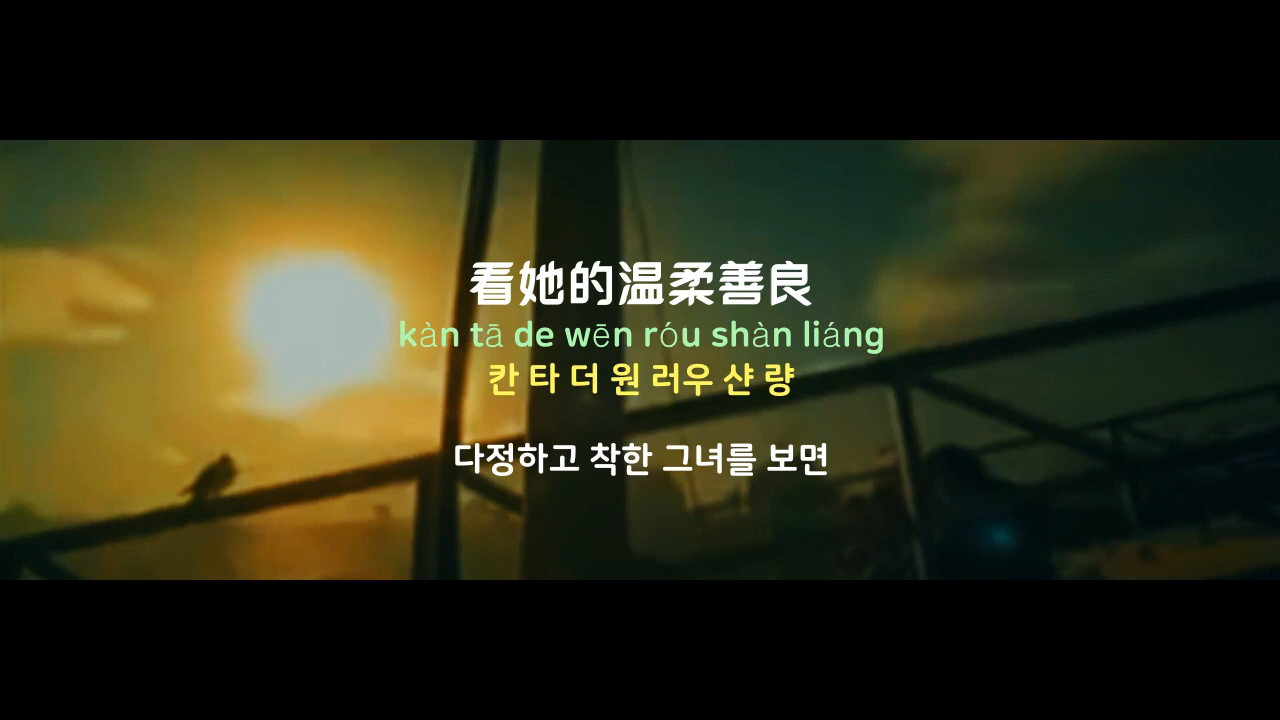 看她的温柔善良
kàn tā de wēn róu shàn liáng
칸 타 더 원 러우 샨 량
다정하고 착한 그녀를 보면